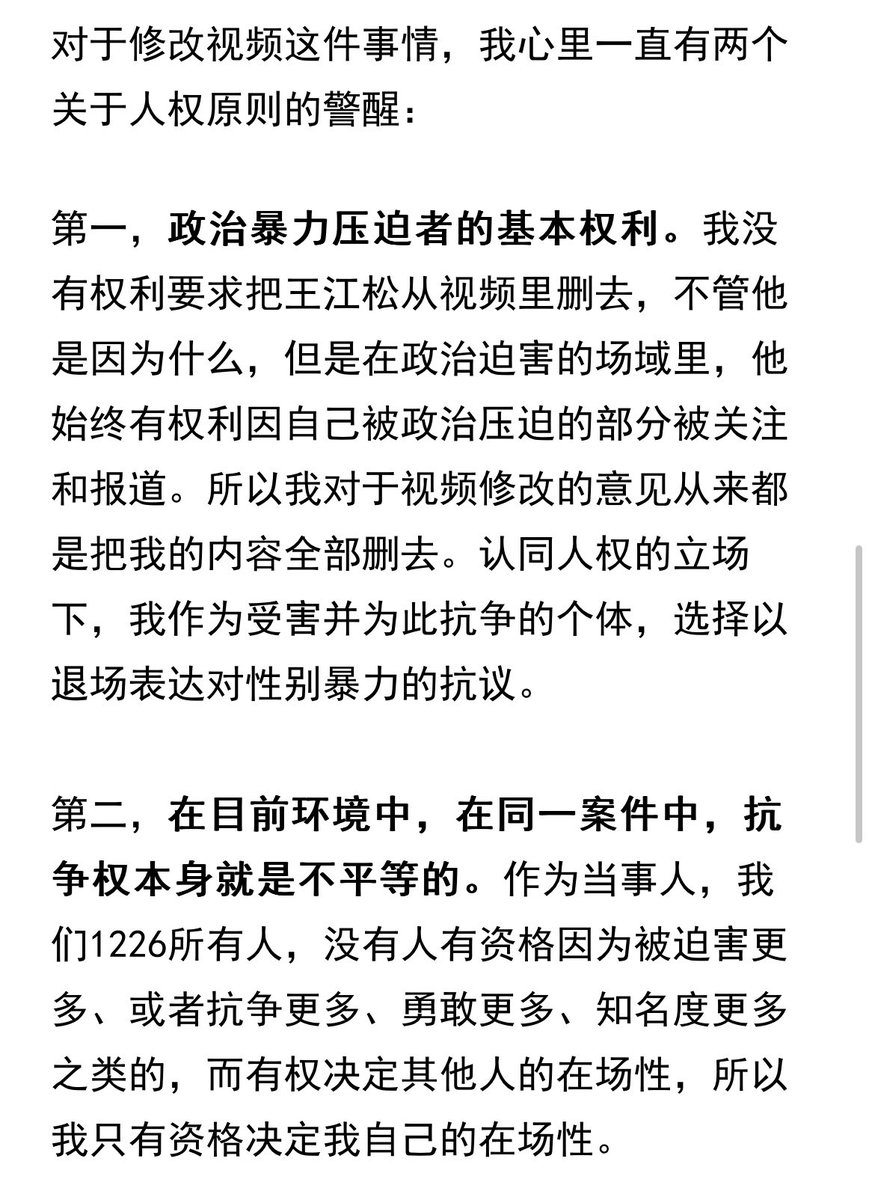 对于修改视频这件事情，我心里一直有两个
关于人权原则的警醒：
第一，政治暴力压迫者的基本权利。我没
有权利要求把王江松从视频里删去，不管他
是因为什么，但是在政治迫害的场域里，他
始终有权利因自己被政治压迫的部分被关注
和报道。所以我对于视频修改的意见从来都
是把我的内容全部删去。认同人权的立场
下，我作为受害并为此抗争的个体，选择以
退场表达对性别暴力的抗议。
第二，在目前环境中，在同一案件中，抗
争权本身就是不平等的。作为当事人，我
们1226所有人，没有人有资格因为被迫害更
多、或者抗争更多、勇敢更多、知名度更多
之类的，而有权决定其他人的在场性，所以
我只有资格决定我自己的在场性。